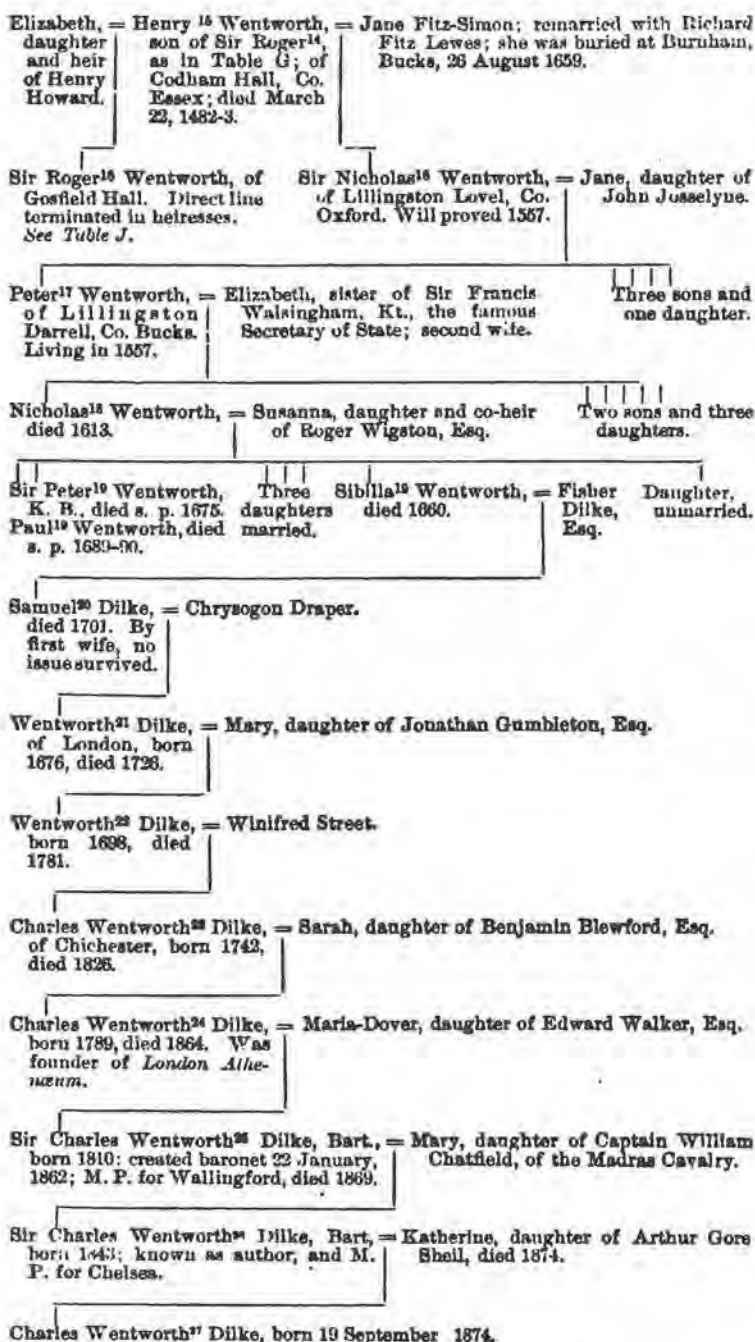 Elizabeth, = Henry ¹⁵ Wentworth, = Jane Fitz-Simon; remarried with Richard
daughter son of Sir Roger¹⁴, Fitz Lewes; she was buried at Burnham,
and heir as in Table G; of Bucks, 26 August 1659.
of Henry Codham Hall, Co.
Howard. Essex; died March
22, 1482-3.
Sir Roger¹⁶ Wentworth, of Sir Nicholas¹⁶ Wentworth, = Jane, daughter of
Gosfield Hall. Direct line of Lillingston Lovel, Co. John Josselyne.
terminated in heiresses. Oxford. Will proved 1557.
See Table J.
Peter¹⁷ Wentworth, = Elizabeth, sister of Sir Francis Three sons and
of Lillingston Walsingham, Kt., the famous one daughter.
Darrell, Co. Bucks. Secretary of State; second wife.
Living in 1557.
Nicholas¹⁸ Wentworth, = Susanna, daughter and co-heir Two sons and three
died 1613. of Roger Wigston, Esq. daughters.
Sir Peter¹⁹ Wentworth, Three Sibilla¹⁹ Wentworth, = Fisher Daughter,
K. B., died s. p. 1675. daughters died 1660. Dilke, unmarried.
Paul¹⁹ Wentworth, died married. Esq.
s. p. 1689-90.
Samuel²⁰ Dilke, = Chrysogon Draper.
died 1701. By
first wife, no
issue survived.
Wentworth²¹ Dilke, = Mary, daughter of Jonathan Gumbleton, Esq.
of London, born
1676, died 1726.
Wentworth²² Dilke, = Winifred Street.
born 1698, died
1781.
Charles Wentworth²³ Dilke, = Sarah, daughter of Benjamin Blewford, Esq.
of Chichester, born 1742,
died 1826.
Charles Wentworth²⁴ Dilke, = Maria-Dover, daughter of Edward Walker, Esq.
born 1789, died 1864. Was
founder of London Athe-
næum.
Sir Charles Wentworth²⁵ Dilke, Bart., = Mary, daughter of Captain William
born 1810: created baronet 22 January, Chatfield, of the Madras Cavalry.
1862; M. P. for Wallingford, died 1869.
Sir Charles Wentworth²⁶ Dilke, Bart, = Katherine, daughter of Arthur Gore
born 1843; known as author, and M. Sheil, died 1874.
P. for Chelsea.
Charles Wentworth²⁷ Dilke, born 19 September 1874.